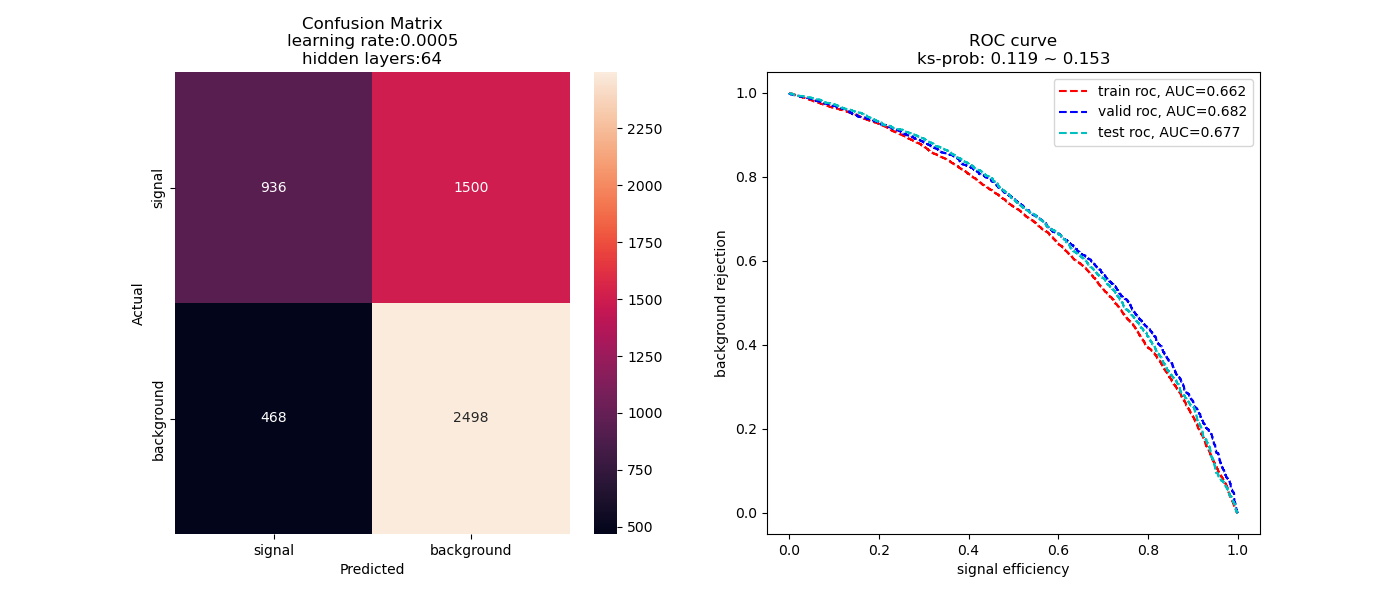 Confusion Matrix
learning rate:0.0005
hidden layers:64
signal
background
Actual
936
1500
468
2498
signal
background
Predicted
2250
2000
1750
1500
1250
1000
750
500
ROC curve
ks-prob: 0.119 ~ 0.153
train roc, AUC=0.662
valid roc, AUC=0.682
test roc, AUC=0.677
background rejection
1.0
0.8
0.6
0.4
0.2
0.0
0.0
0.2
0.4
0.6
0.8
1.0
signal efficiency